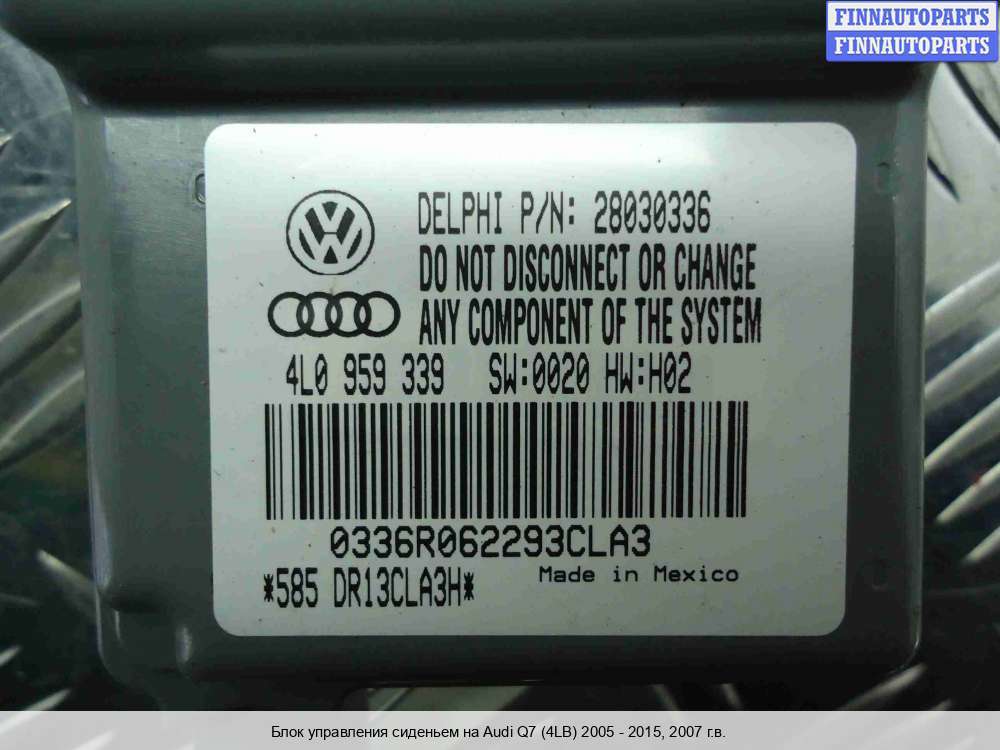 FINNAUTOPARTS
FINNAUTOPARTS
DELPHI P/N: 28030336
DO NOT DISCONNECT OR CHANGE
ANY COMPONENT OF THE SYSTEM
4L0 959 339 SW:0020 HW:H02
0336R062293CLA3
*585 DR13CLA3H* Made in Mexico
Блок управления сиденьем на Audi Q7 (4LB) 2005 - 2015, 2007 г.в.